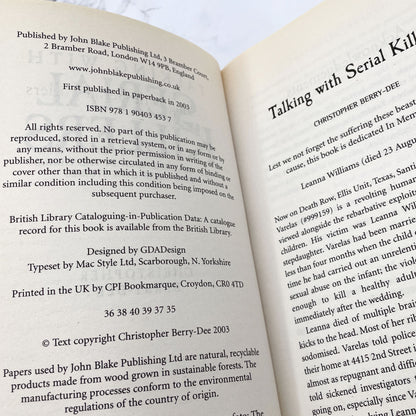 Published by John Blake Publishing Ltd, 3 Bramber Court,
2 Bramber Road, London W14 9PB, England
www.johnblakepublishing.co.uk
First published in paperback in 2003
ISBN 978 1 90403 453 7
All rights reserved. No part of this publication may be
reproduced, stored in a retrieval system, or in any form or by
any means, without the prior permission in writing of the
publisher, nor be otherwise circulated in any form of binding or
cover other than that in which it is published and without a
similar condition including this condition being imposed on the
subsequent purchaser.
British Library Cataloguing-in-Publication Data: A catalogue
record for this book is available from the British Library.
Designed by GDADesign
Typeset by Mac Style Ltd, Scarborough, N. Yorkshire
Printed in the UK by CPI Bookmarque, Croydon, CR0 4TD
36 38 40 39 37 35
© Text copyright Christopher Berry-Dee 2003
Papers used by John Blake Publishing Ltd are natural, recyclable
products made from wood grown in sustainable forests. The
manufacturing processes conform to the environmental
regulations of the country of origin.
Talking with Serial Kill
CHRISTOPHER BERRY-DEE
Lest we not forget the suffering these bea
cause, this book is dedicated In Mem
Leanna Williams (died 23 Augu
Now on Death Row, Ellis Unit, Texas, Santi
Varelas (#999159) is a revolting human
viewed alongside the rebarbative exploit
children. His victim was Leanna Will
stepdaughter. Varelas had been marrie
less than four months when the child
time he had carried out an unrelent
sexual abuse on the infant; the viol
enough to kill a healthy adul
immediately after the wedding.
Leanna died of multiple brai
kicks to the head. Most of her rib
sodomised. Varelas told police
their home at 4415 2nd Street i
almost as repugnant and diffi
told sickened investigators
going on, especially since Va